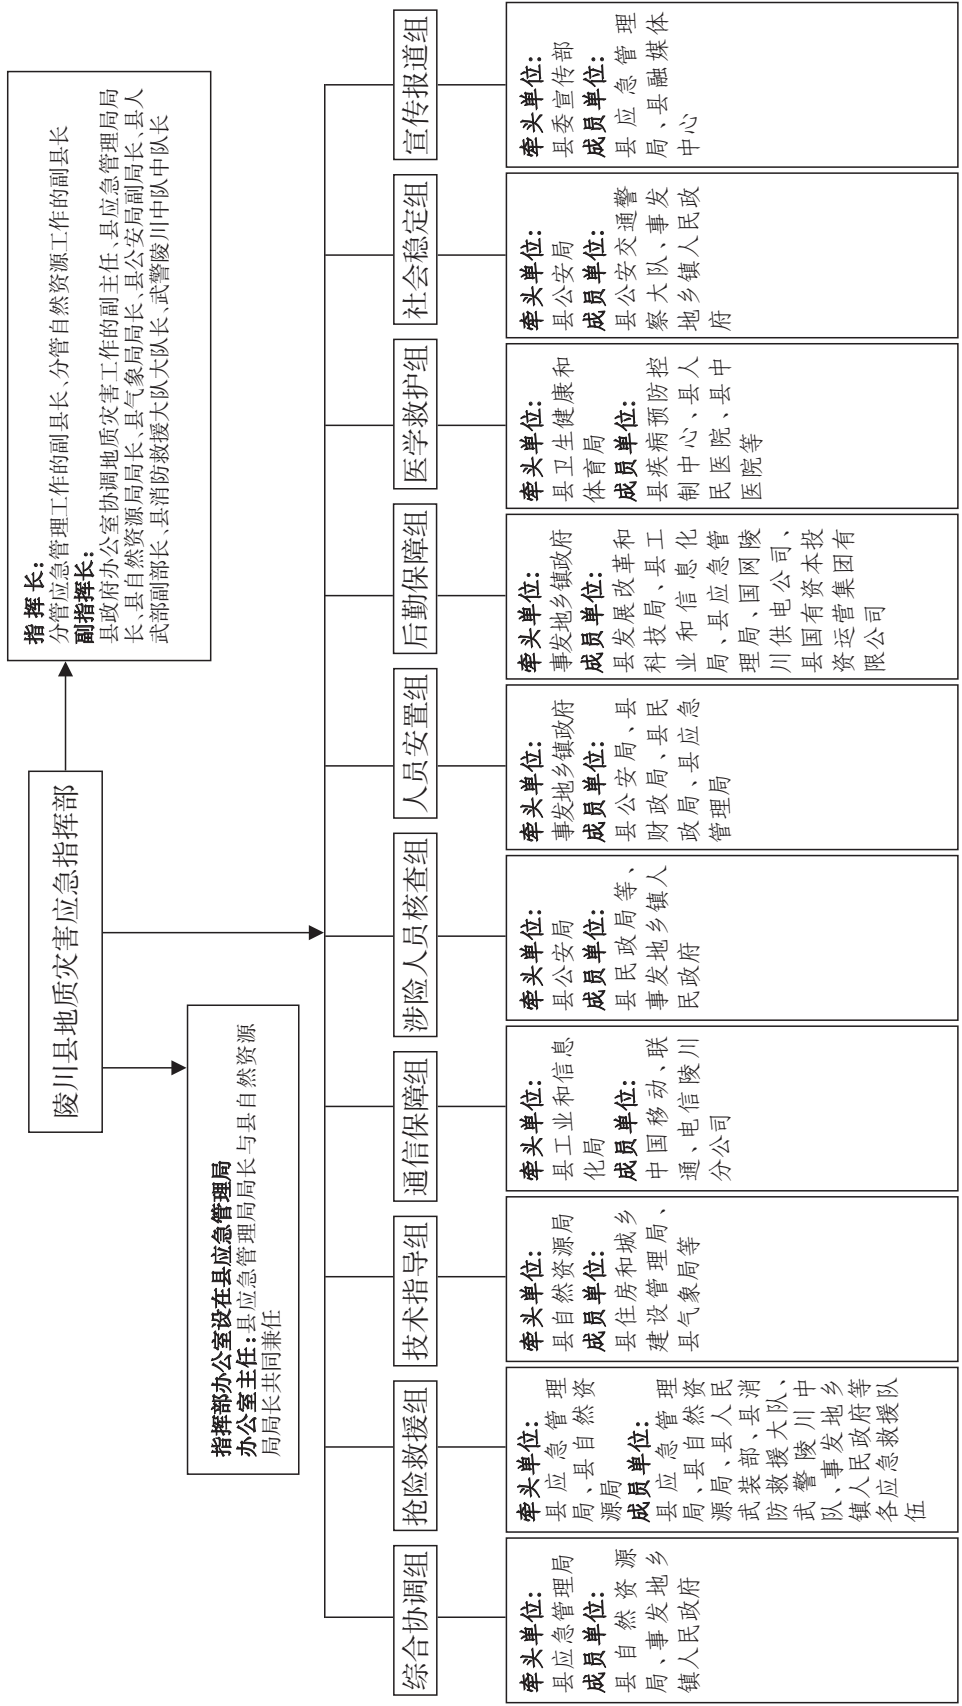 陵川县地质灾害应急指挥部
指 挥 长：
分管应急管理工作的副县长、分管自然资源工作的副县长
副指挥长：
县政府办公室协调地质灾害工作的副主任、县应急管理局局
长、县自然资源局局长、县气象局局长、县公安局副局长、县人
武部副部长、县消防救援大队大队长、武警陵川中队中队长
指挥部办公室设在县应急管理局
办公室主任：县应急管理局局长与县自然资源
局局长共同兼任
综合协调组
牵头单位：
县应急管理局
成员单位：
县自然资源
局、事发地乡
镇人民政府
抢险救援组
牵头单位：
县应急管理
局、县自然资
源局
成员单位：
县应急管理
局、县自然资
源局、县人民
武装部、县消
防救援大队、
武警陵川中
队、事发地乡
镇人民政府等
各应急救援队
伍
技术指导组
牵头单位：
县自然资源局
成员单位：
县住房和城乡
建设管理局、
县气象局等
通信保障组
牵头单位：
县工业和信息
化局
成员单位：
中国移动、联
通、电信陵川
分公司
涉险人员核查组
牵头单位：
县公安局
成员单位：
县民政局等、
事发地乡镇人
民政府
人员安置组
牵头单位：
事发地乡镇政府
成员单位：
县公安局、县
财政局、县民
政局、县应急
管理局
后勤保障组
牵头单位：
事发地乡镇政府
成员单位：
县发展改革和
科技局、县工
业和信息化
局、县应急管
理局、国网陵
川供电公司、
县国有资本投
资运营集团有
限公司
医学救护组
牵头单位：
县卫生健康和
体育局
成员单位：
县疾病预防控
制中心、县人
民医院、县中
医院等
社会稳定组
牵头单位：
县公安局
成员单位：
县公安交通警
察大队、事发
地乡镇人民政
府
宣传报道组
牵头单位：
县委宣传部
成员单位：
县应急管理
局、县融媒体
中心